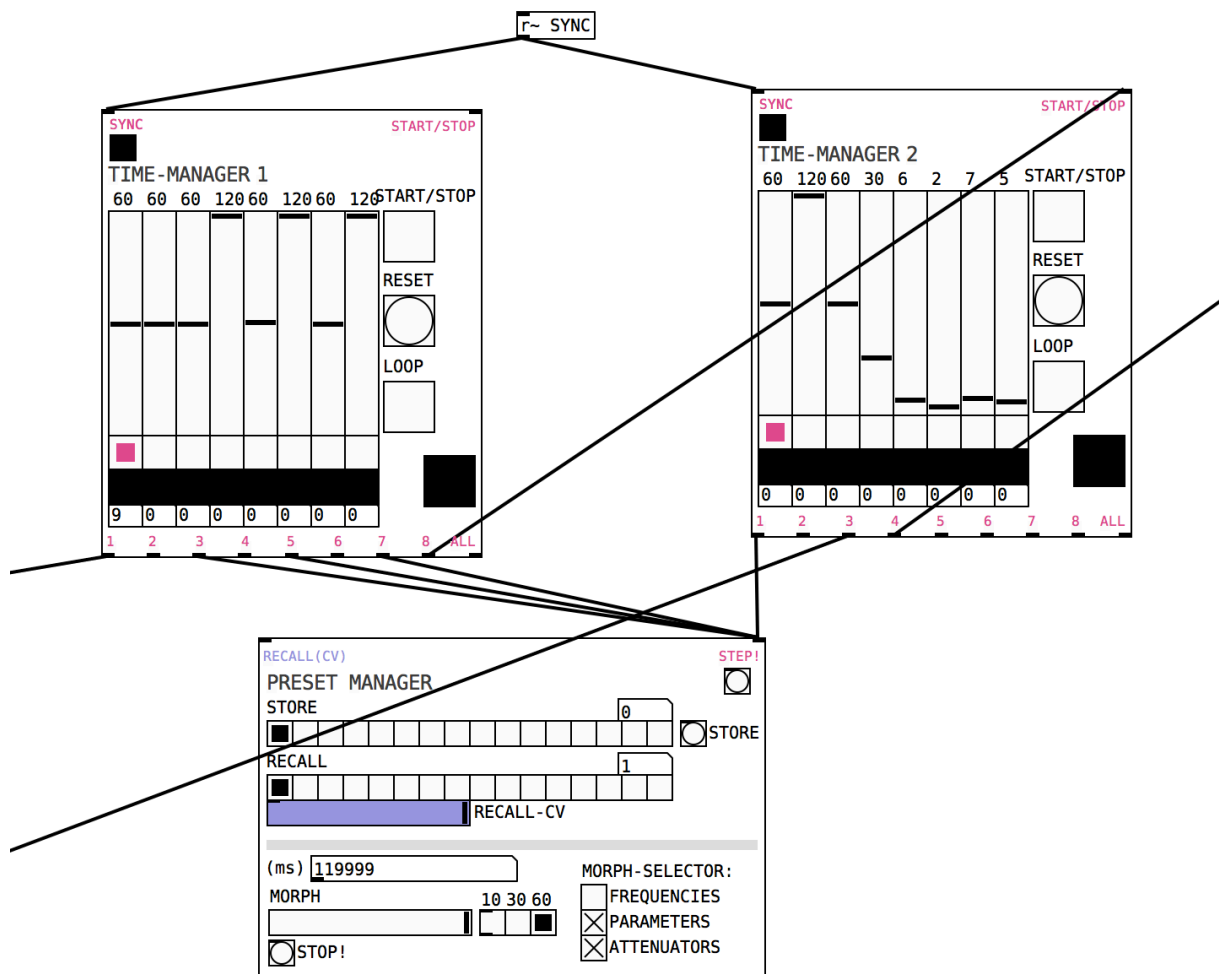 r~ SYNC
SYNC
START/STOP
TIME-MANAGER 1
60 60 60 120 60 120 60 120
START/STOP
RESET
LOOP
9 0 0 0 0 0 0 0
1 2 3 4 5 6 7 8 ALL
SYNC
START/STOP
TIME-MANAGER 2
60 120 60 30 6 2 7 5
START/STOP
RESET
LOOP
0 0 0 0 0 0 0 0
1 2 3 4 5 6 7 8 ALL
RECALL(CV)
STEP!
PRESET MANAGER
STORE
0
STORE
RECALL
1
RECALL-CV
(ms) 119999
MORPH
10 30 60
STOP!
MORPH-SELECTOR:
FREQUENCIES
PARAMETERS
ATTENUATORS